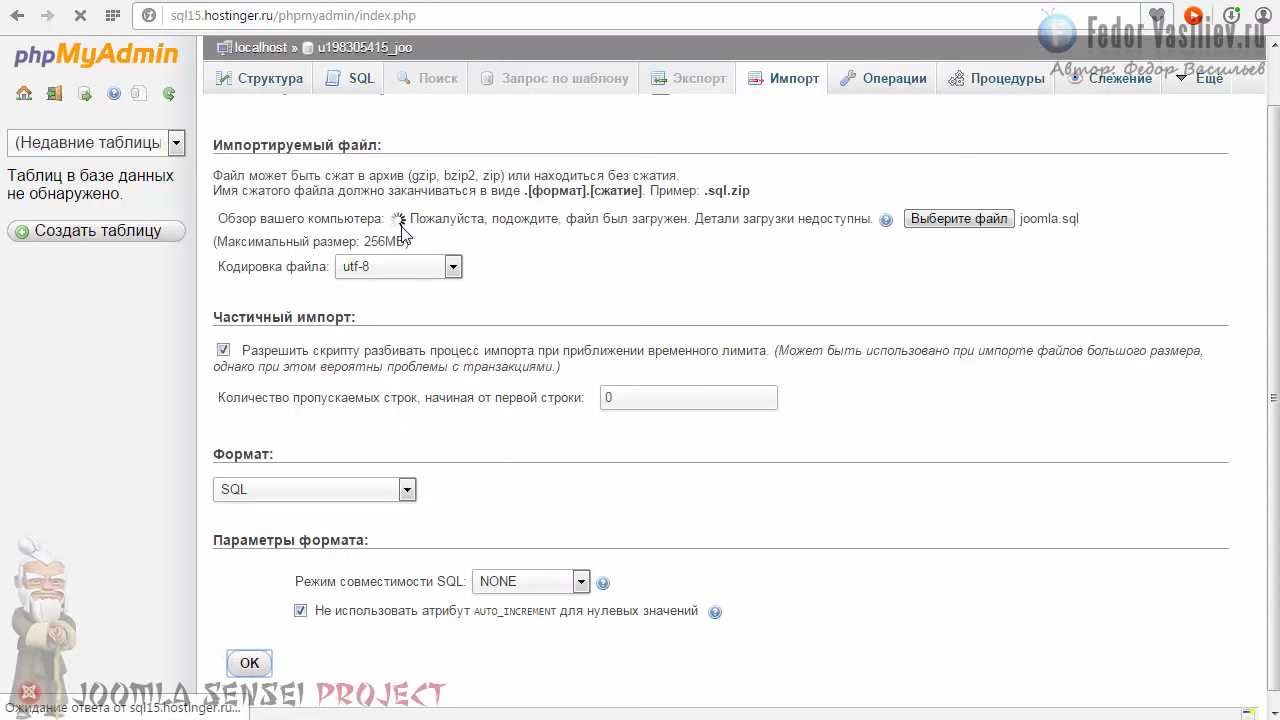 sql15.hostinger.ru/phpmyadmin/index.php
Fedor Vasiliev.ru
Автор: Федор Васильев
phpMyAdmin
localhost » u198305415_joo
Структура
SQL
Поиск
Запрос по шаблону
Экспорт
Импорт
Операции
Процедуры
Слежение
Еще
(Недавние таблицы
Таблиц в базе данных
не обнаружено.
Создать таблицу
Импортируемый файл:
Файл может быть сжат в архив (gzip, bzip2, zip) или находиться без сжатия.
Имя сжатого файла должно заканчиваться в виде .[формат].[сжатие]. Пример: .sql.zip
Обзор вашего компьютера: Пожалуйста, подождите, файл был загружен. Детали загрузки недоступны. Выберите файл joomla.sql
(Максимальный размер: 256МБ)
Кодировка файла: utf-8
Частичный импорт:
Разрешить скрипту разбивать процесс импорта при приближении временного лимита. (Может быть использовано при импорте файлов большого размера,
однако при этом вероятны проблемы с транзакциями.)
Количество пропускаемых строк, начиная от первой строки: 0
Формат:
SQL
Параметры формата:
Режим совместимости SQL: NONE
Не использовать атрибут AUTO_INCREMENT для нулевых значений
OK
JOOMLA SENSEI PROJECT
Ожидание ответа от sql15.hostinger.ru...